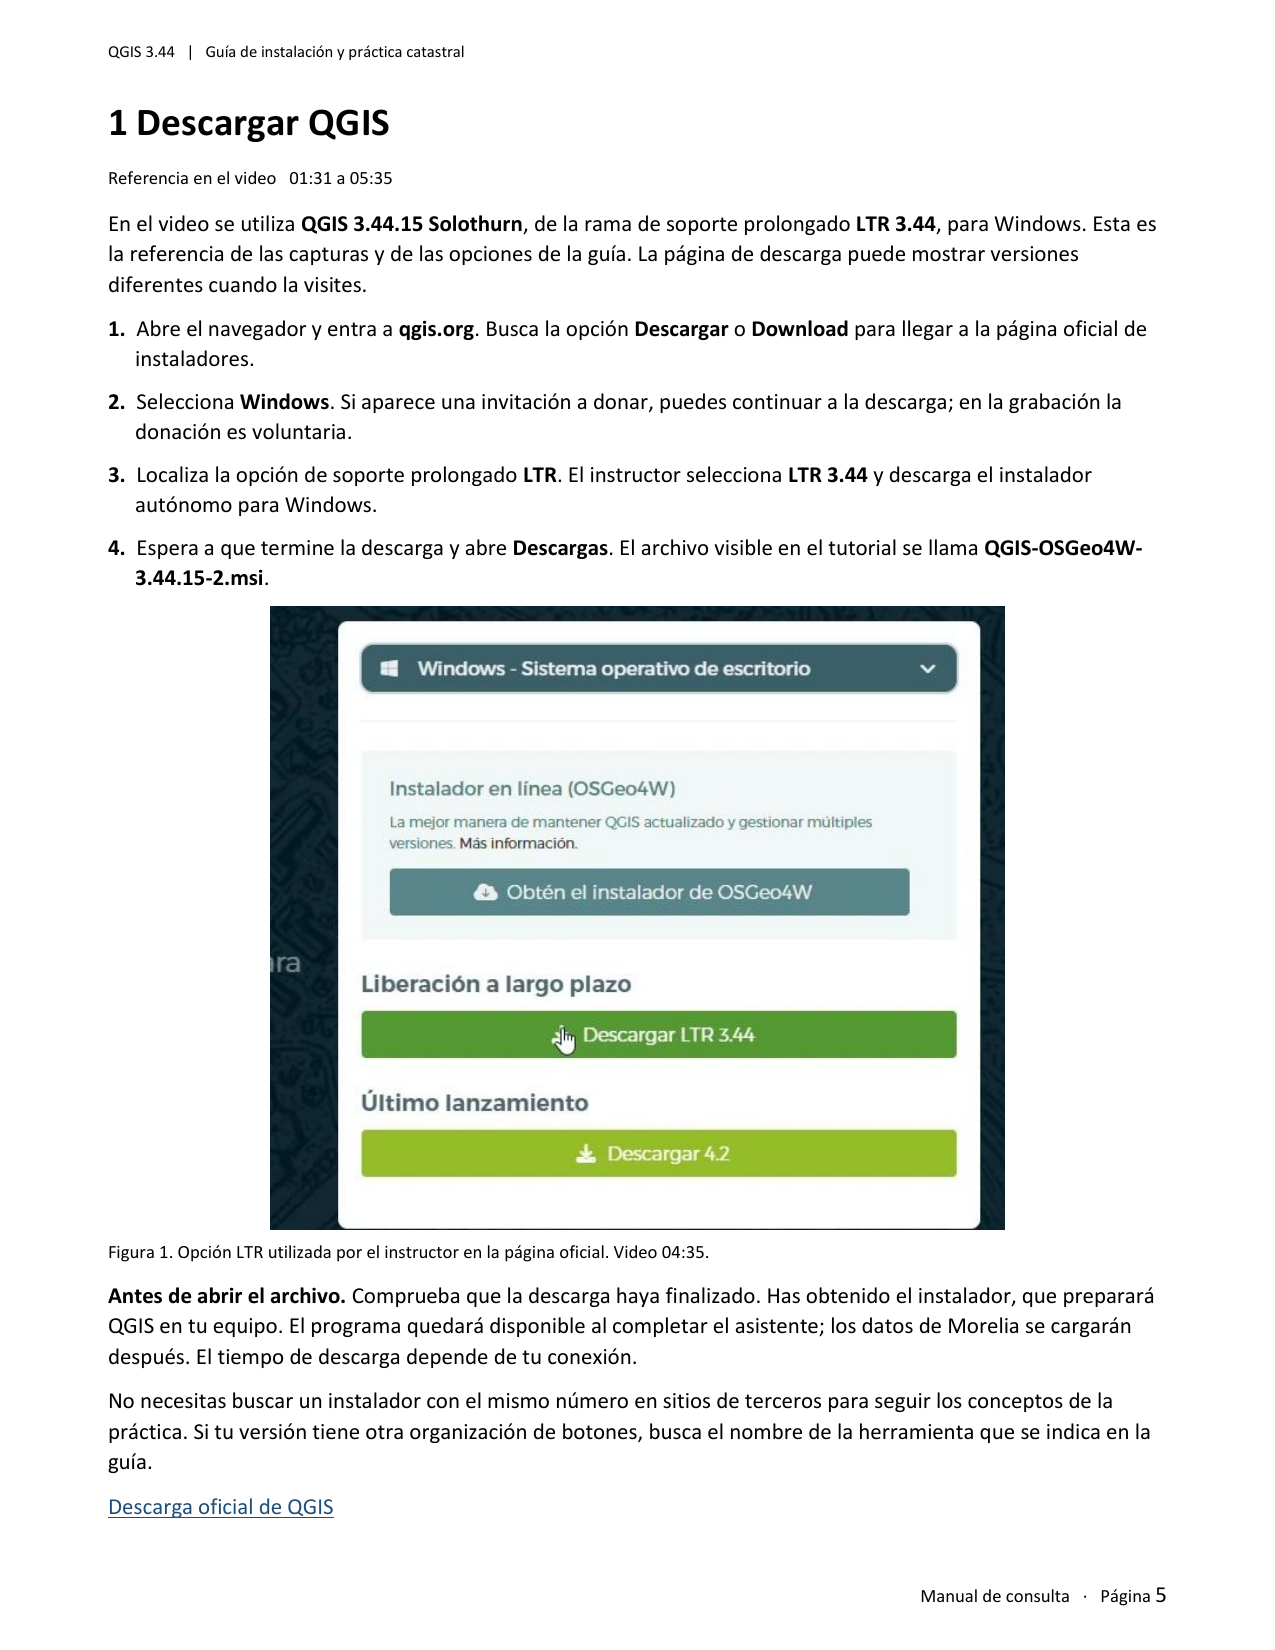 QGIS 3.44 | Guía de instalación y práctica catastral
1 Descargar QGIS
Referencia en el video 01:31 a 05:35
En el video se utiliza QGIS 3.44.15 Solothurn, de la rama de soporte prolongado LTR 3.44, para Windows. Esta es
la referencia de las capturas y de las opciones de la guía. La página de descarga puede mostrar versiones
diferentes cuando la visites.
1. Abre el navegador y entra a qgis.org. Busca la opción Descargar o Download para llegar a la página oficial de
instaladores.
2. Selecciona Windows. Si aparece una invitación a donar, puedes continuar a la descarga; en la grabación la
donación es voluntaria.
3. Localiza la opción de soporte prolongado LTR. El instructor selecciona LTR 3.44 y descarga el instalador
autónomo para Windows.
4. Espera a que termine la descarga y abre Descargas. El archivo visible en el tutorial se llama QGIS-OSGeo4W-
3.44.15-2.msi.
Windows - Sistema operativo de escritorio
Instalador en línea (OSGeo4W)
La mejor manera de mantener QGIS actualizado y gestionar múltiples
versiones. Más información.
Obtén el instalador de OSGeo4W
ara
Liberación a largo plazo
Descargar LTR 3.44
Último lanzamiento
Descargar 4.2
Figura 1. Opción LTR utilizada por el instructor en la página oficial. Video 04:35.
Antes de abrir el archivo. Comprueba que la descarga haya finalizado. Has obtenido el instalador, que preparará
QGIS en tu equipo. El programa quedará disponible al completar el asistente; los datos de Morelia se cargarán
después. El tiempo de descarga depende de tu conexión.
No necesitas buscar un instalador con el mismo número en sitios de terceros para seguir los conceptos de la
práctica. Si tu versión tiene otra organización de botones, busca el nombre de la herramienta que se indica en la
guía.
Descarga oficial de QGIS
Manual de consulta · Página 5